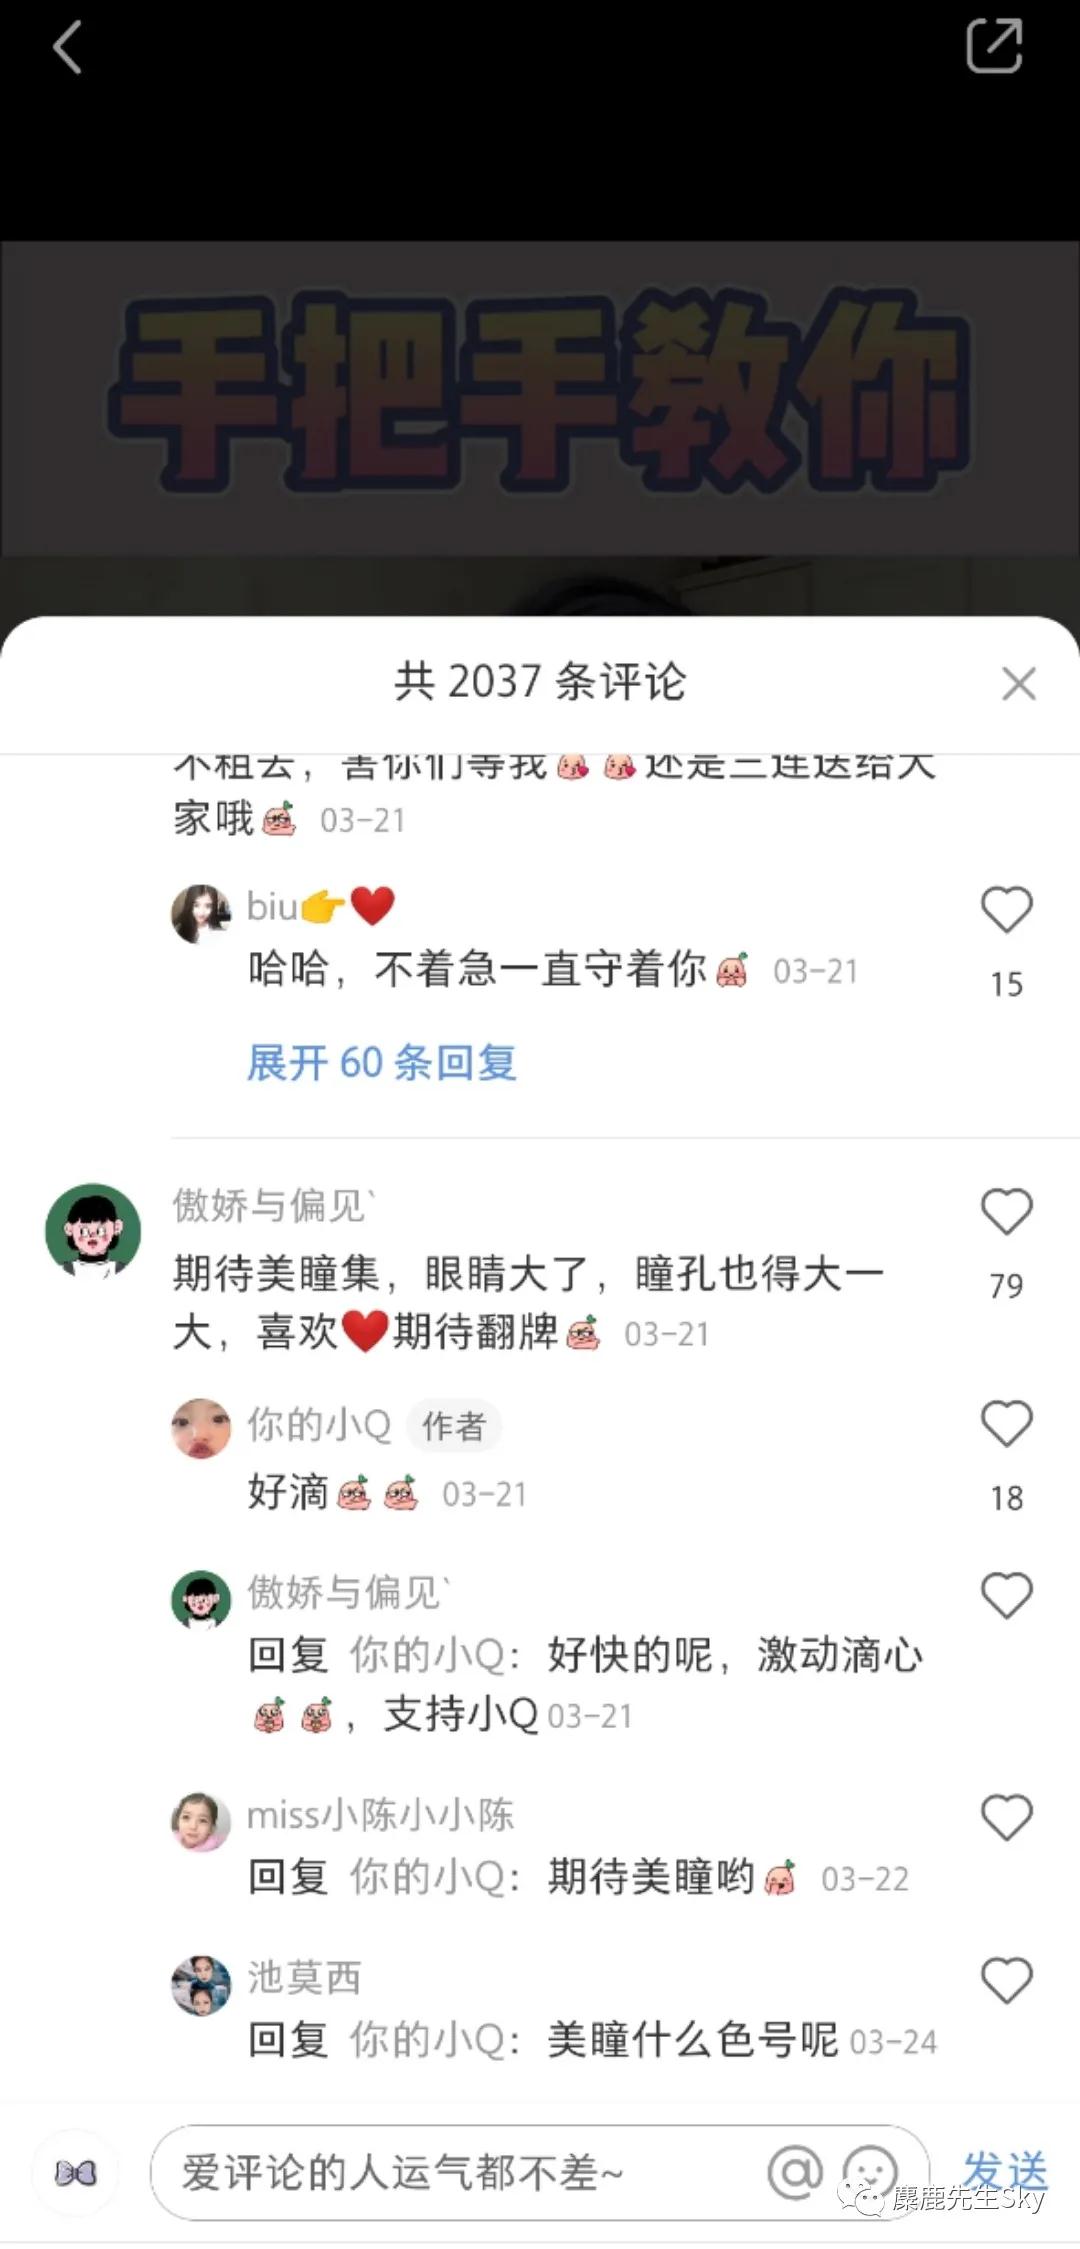 手把手教你
共 2037 条评论
不租去，害你们等我还是三连送给大
家哦 03-21
biu👉❤️
哈哈，不着急一直守着你 03-21
15
展开 60 条回复
傲娇与偏见`
期待美瞳集，眼睛大了，瞳孔也得大一
79
大，喜欢❤️期待翻牌 03-21
你的小Q 作者
好滴 03-21
18
傲娇与偏见`
回复 你的小Q：好快的呢，激动滴心
，支持小Q 03-21
miss小陈小小陈
回复 你的小Q：期待美瞳哟 03-22
池莫西
回复 你的小Q：美瞳什么色号呢 03-24
爱评论的人运气都不差~
@
发送
麋鹿先生Sky